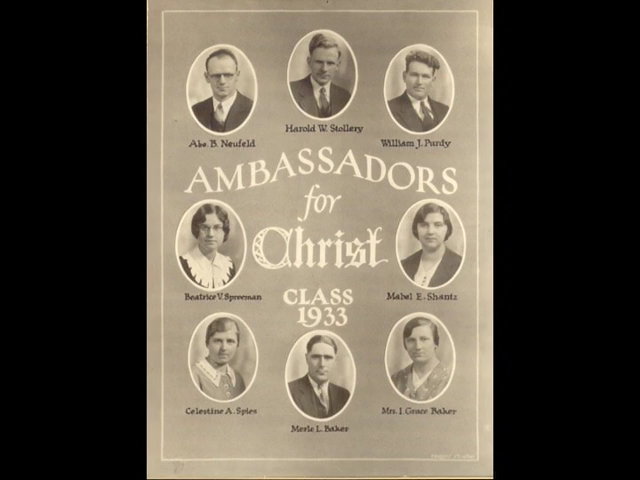 Abe. B. Neufeld
Harold W. Stollery
William J. Purdy
AMBASSADORS
for
Christ
Beatrice V. Spreeman
Mabel E. Shantz
CLASS
1933
Celestine A. Spies
Merle L. Baker
Mrs. I. Grace Baker